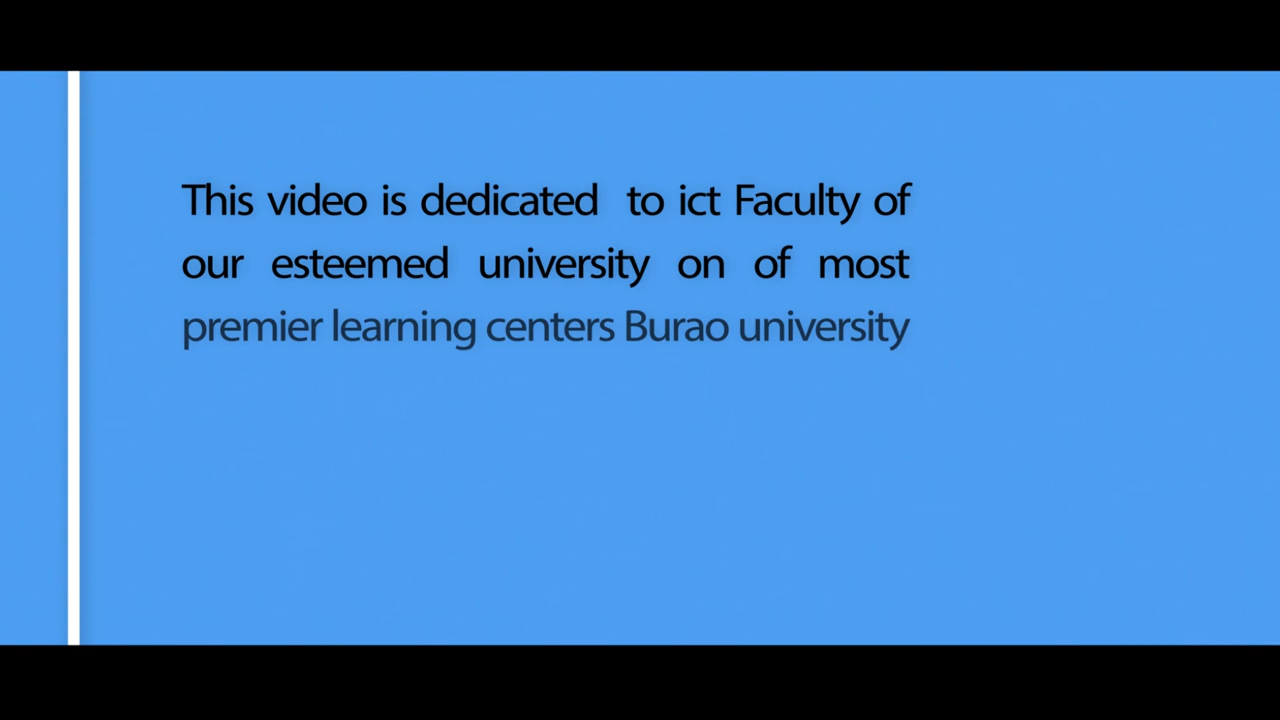 This video is dedicated to ict Faculty of
our esteemed university on of most
premier learning centers Burao university